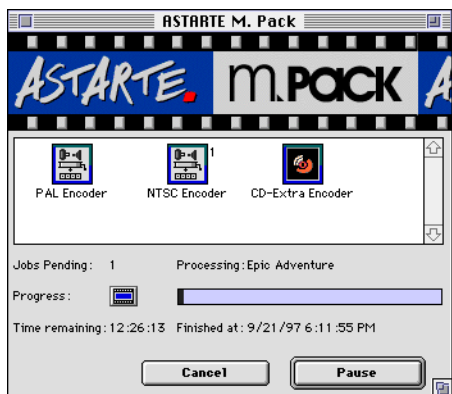 ASTARTE M. Pack
ASTARTE. M.PACK A
1
PAL Encoder NTSC Encoder CD-Extra Encoder
Jobs Pending: 1 Processing: Epic Adventure
Progress:
Time remaining: 12:26:13 Finished at: 9/21/97 6:11:55 PM
Cancel Pause